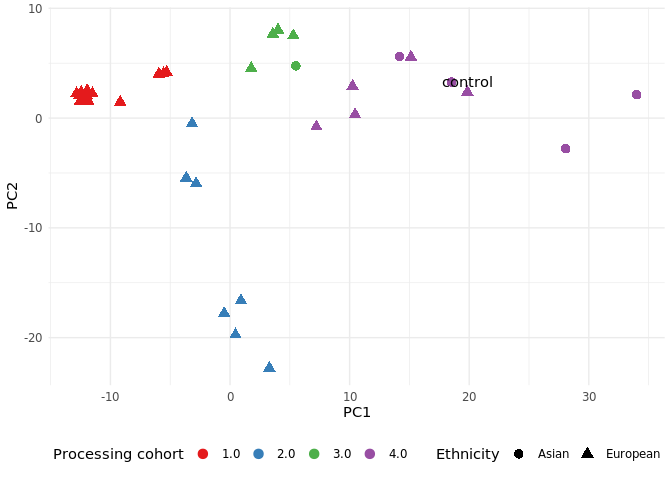 10
0
-10
-20
PC2
control
-10 0 10 20 30
PC1
Processing cohort 1.0 2.0 3.0 4.0 Ethnicity Asian European